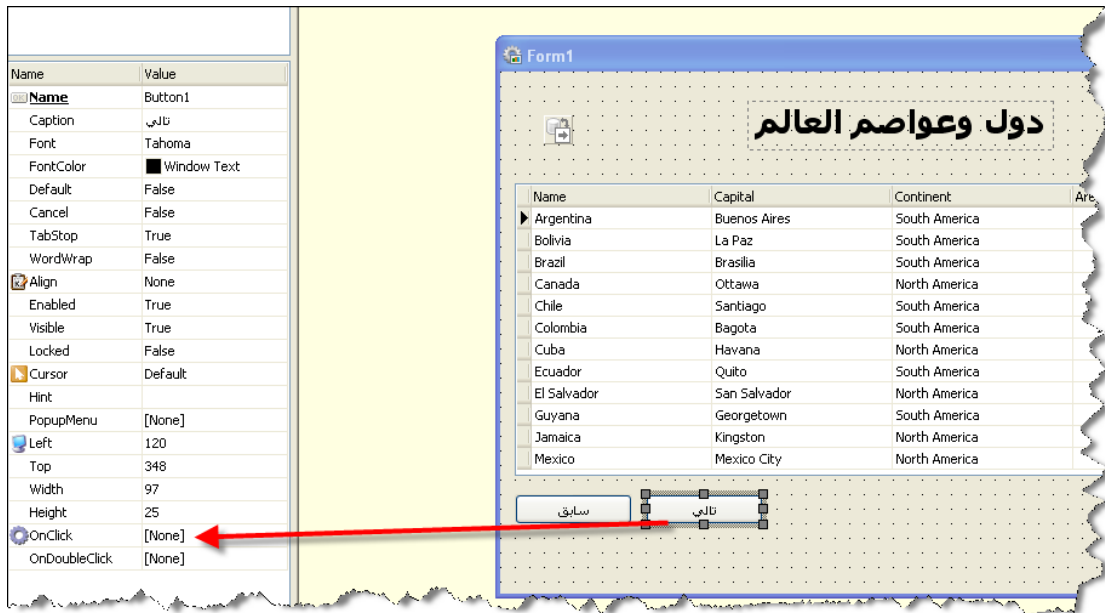 Name Value
Name Button1
Caption تالي
Font Tahoma
FontColor Window Text
Default False
Cancel False
TabStop True
WordWrap False
Align None
Enabled True
Visible True
Locked False
Cursor Default
Hint
PopupMenu [None]
Left 120
Top 348
Width 97
Height 25
OnClick [None]
OnDoubleClick [None]
Form1
دول وعواصم العالم
Name Capital Continent
Argentina Buenos Aires South America
Bolivia La Paz South America
Brazil Brasilia South America
Canada Ottawa North America
Chile Santiago South America
Colombia Bagota South America
Cuba Havana North America
Ecuador Quito South America
El Salvador San Salvador North America
Guyana Georgetown South America
Jamaica Kingston North America
Mexico Mexico City North America
سابق تالي